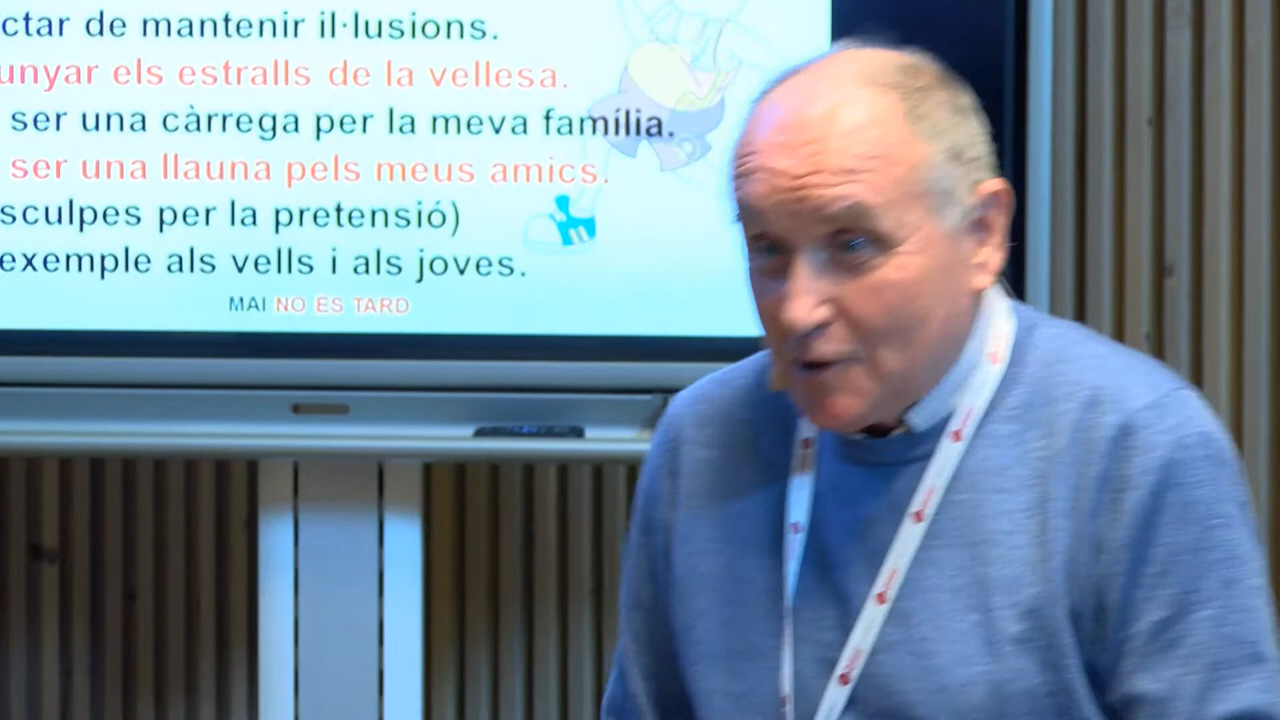 ctar de mantenir il·lusions.
unyar els estralls de la vellesa.
ser una càrrega per la meva família.
ser una llauna pels meus amics.
sculpes per la pretensió)
exemple als vells i als joves.
MAI NO ES TARD